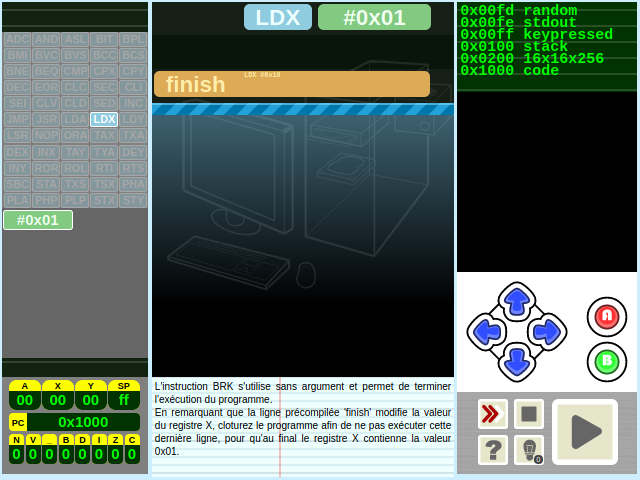 ADC AND ASL BIT BPL
BMI BVC BVS BCC BCS
BNE BEQ CMP CPX CPY
DEC EOR CLC SEC CLI
SEI CLV CLD SED INC
JMP JSR LDA LDX LDY
LSR NOP ORA TAX TXA
DEX INX TAY TYA DEY
INY ROR ROL RTI RTS
SBC STA TXS TSX PHA
PLA PHP PLP STX STY
#0x01
A X Y SP
00 00 00 ff
PC 0x1000
N V _ B D I Z C
0 0 0 0 0 0 0 0
LDX #0x01
finish LDX #0x10
L'instruction BRK s'utilise sans argument et permet de terminer
l'exécution du programme.
En remarquant que la ligne précompilée 'finish' modifie la valeur
du registre X, cloturez le programme afin de ne pas exécuter cette
dernière ligne, pour qu'au final le registre X contienne la valeur
0x01.
0x00fd random
0x00fe stdout
0x00ff keypressed
0x0100 stack
0x0200 16x16x256
0x1000 code
A
B
?
0